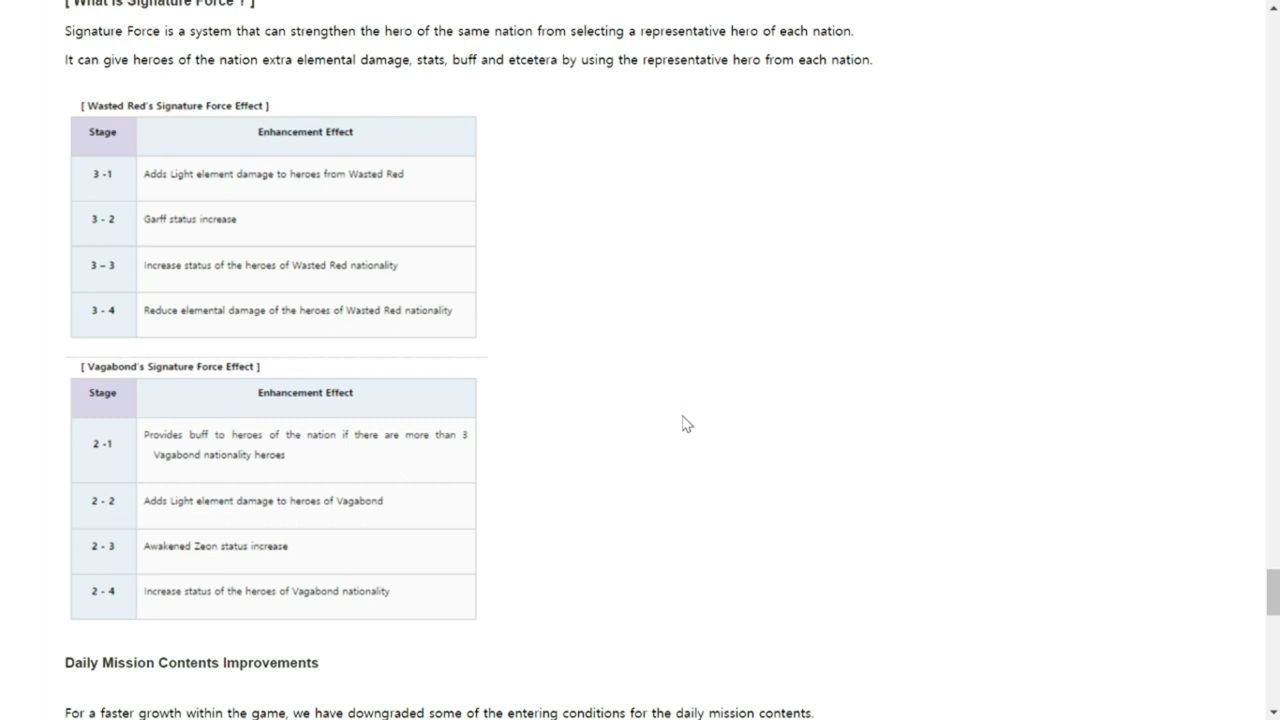 [ What is Signature Force ? ]
Signature Force is a system that can strengthen the hero of the same nation from selecting a representative hero of each nation.
It can give heroes of the nation extra elemental damage, stats, buff and etcetera by using the representative hero from each nation.
[ Wasted Red's Signature Force Effect ]
Stage Enhancement Effect
3 -1 Adds Light element damage to heroes from Wasted Red
3 - 2 Garff status increase
3 – 3 Increase status of the heroes of Wasted Red nationality
3 - 4 Reduce elemental damage of the heroes of Wasted Red nationality
[ Vagabond's Signature Force Effect ]
Stage Enhancement Effect
2 -1 Provides buff to heroes of the nation if there are more than 3
Vagabond nationality heroes
2 - 2 Adds Light element damage to heroes of Vagabond
2 - 3 Awakened Zeon status increase
2 - 4 Increase status of the heroes of Vagabond nationality
Daily Mission Contents Improvements
For a faster growth within the game, we have downgraded some of the entering conditions for the daily mission contents.